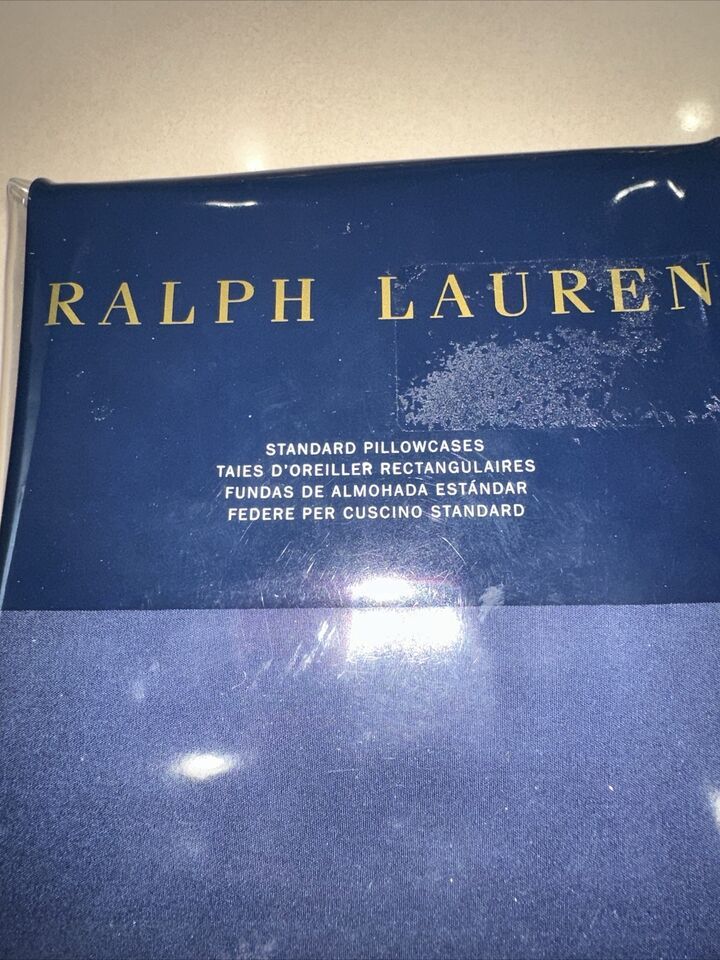 RALPH LAUREN
STANDARD PILLOWCASES
TAIES D'OREILLER RECTANGULAIRES
FUNDAS DE ALMOHADA ESTÁNDAR
FEDERE PER CUSCINO STANDARD